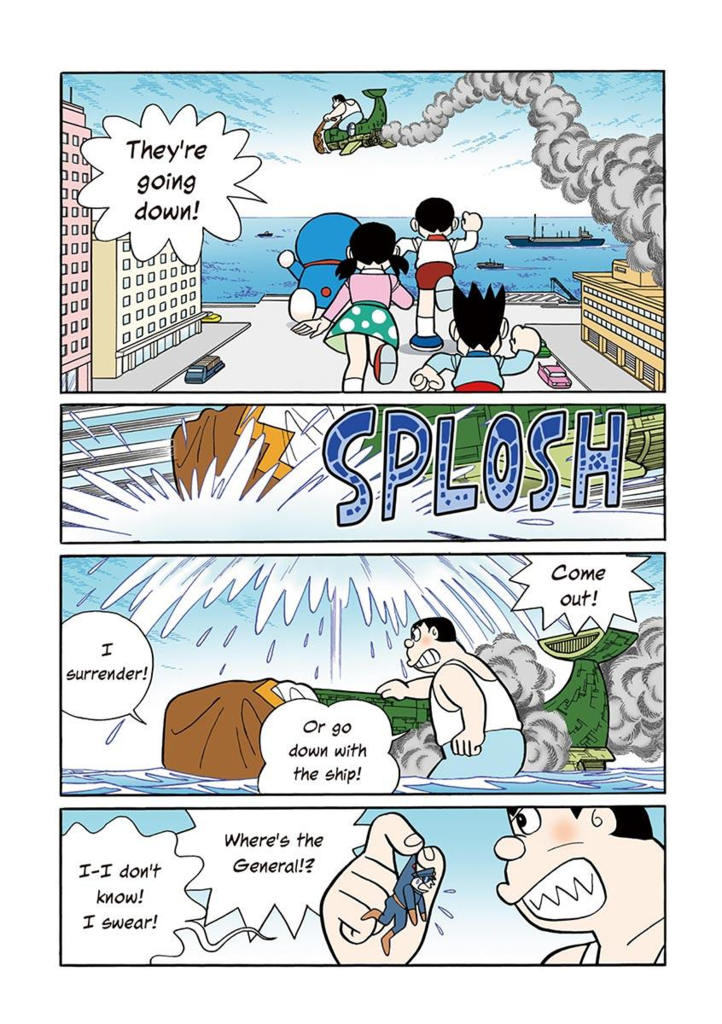 They're
going
down!
SPLOSH
Come
out!
I
surrender!
Or go
down with
the ship!
Where's the
General!?
I-I don't
know!
I swear!